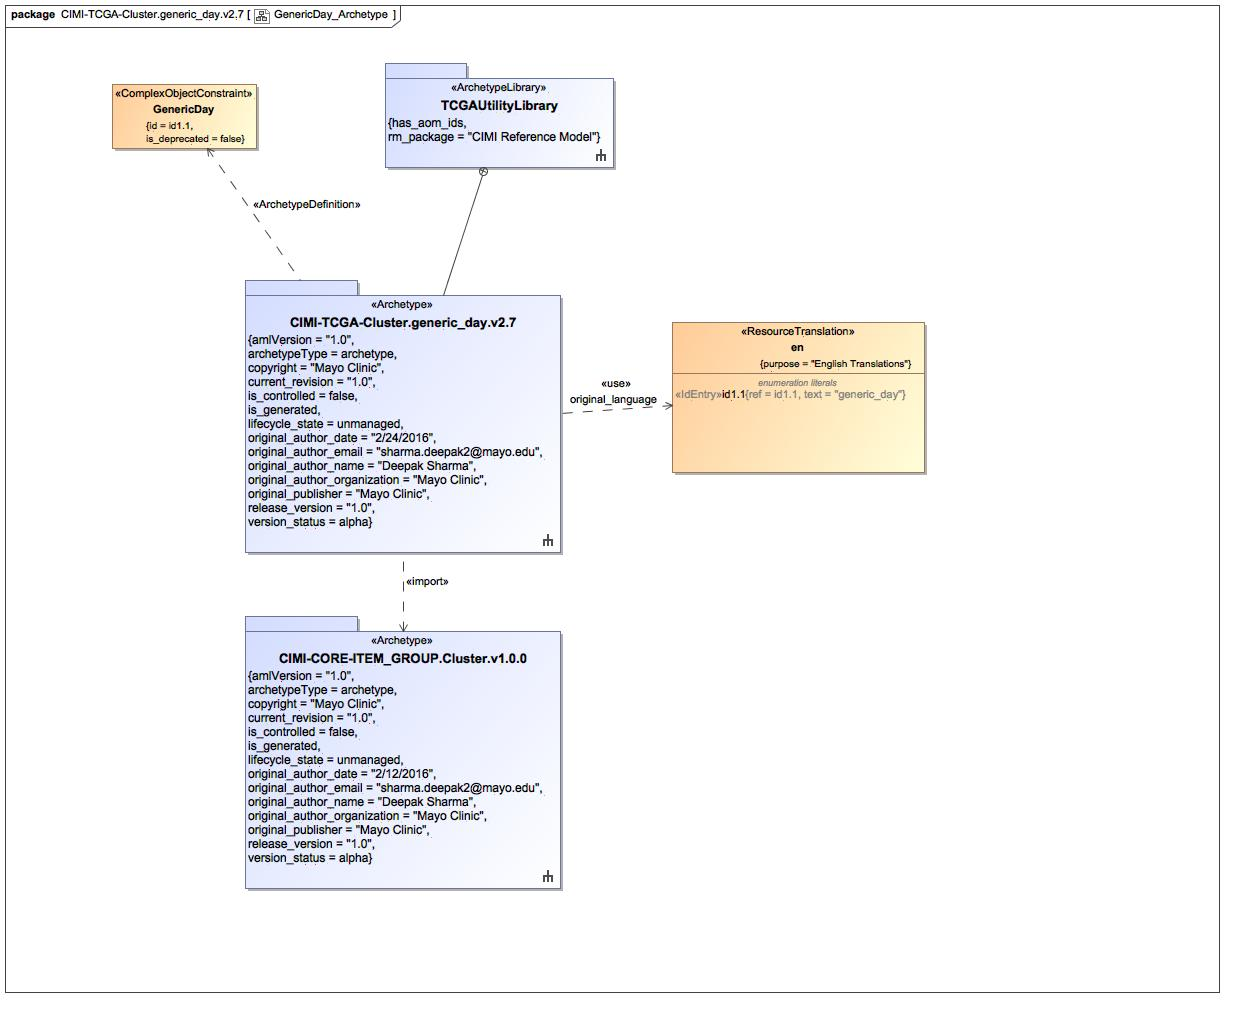 package CIMI-TCGA-Cluster.generic_day.v2.7 [ GenericDay_Archetype ]
«ComplexObjectConstraint»
GenericDay
{id = id1.1,
is_deprecated = false}
«ArchetypeLibrary»
TCGAUtilityLibrary
{has_aom_ids,
rm_package = "CIMI Reference Model"}
«ArchetypeDefinition»
«Archetype»
CIMI-TCGA-Cluster.generic_day.v2.7
{amlVersion = "1.0",
archetypeType = archetype,
copyright = "Mayo Clinic",
current_revision = "1.0",
is_controlled = false,
is_generated,
lifecycle_state = unmanaged,
original_author_date = "2/24/2016",
original_author_email = "sharma.deepak2@mayo.edu",
original_author_name = "Deepak Sharma",
original_author_organization = "Mayo Clinic",
original_publisher = "Mayo Clinic",
release_version = "1.0",
version_status = alpha}
«use»
original_language
«ResourceTranslation»
en
{purpose = "English Translations"}
enumeration literals
«IdEntry»id1.1{ref = id1.1, text = "generic_day"}
«import»
«Archetype»
CIMI-CORE-ITEM_GROUP.Cluster.v1.0.0
{amlVersion = "1.0",
archetypeType = archetype,
copyright = "Mayo Clinic",
current_revision = "1.0",
is_controlled = false,
is_generated,
lifecycle_state = unmanaged,
original_author_date = "2/12/2016",
original_author_email = "sharma.deepak2@mayo.edu",
original_author_name = "Deepak Sharma",
original_author_organization = "Mayo Clinic",
original_publisher = "Mayo Clinic",
release_version = "1.0",
version_status = alpha}